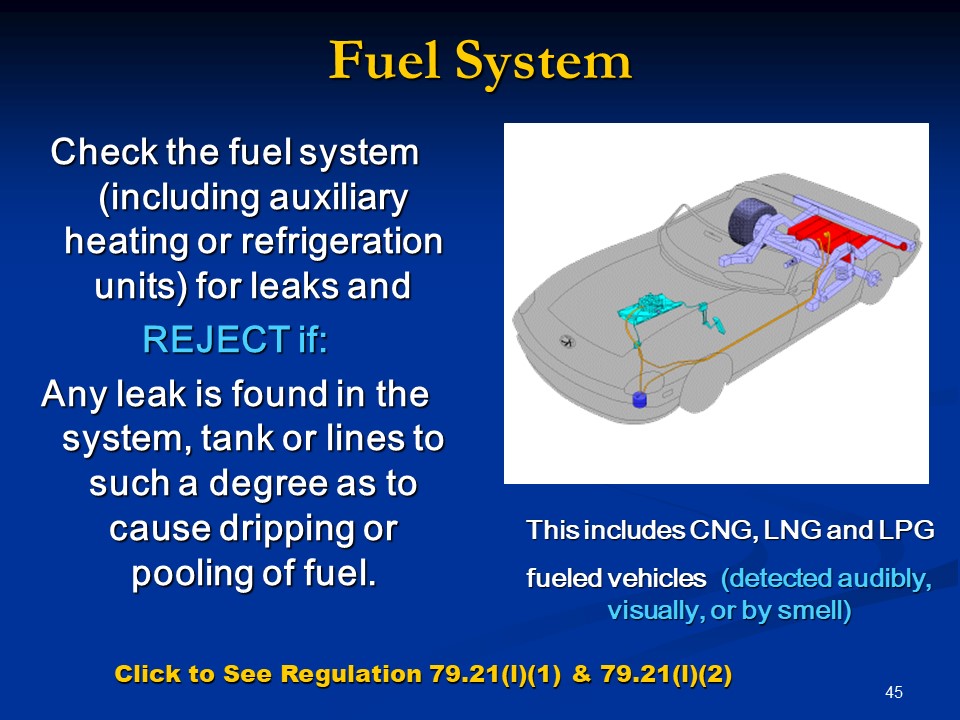 Fuel System
Check the fuel system
(including auxiliary
heating or refrigeration
units) for leaks and
REJECT if:
Any leak is found in the
system, tank or lines to
such a degree as to
cause dripping or
pooling of fuel.
This includes CNG, LNG and LPG
fueled vehicles (detected audibly,
visually, or by smell)
Click to See Regulation 79.21(l)(1) & 79.21(l)(2)
45